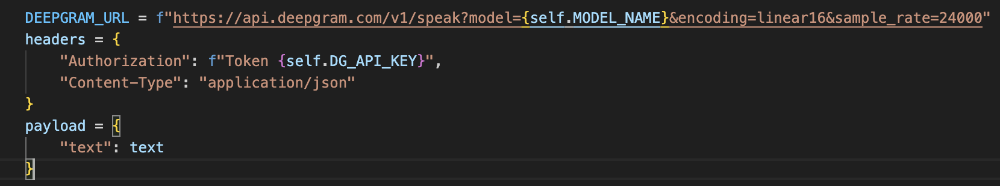 DEEPGRAM_URL = f"https://api.deepgram.com/v1/speak?model={self.MODEL_NAME}&encoding=linear16&sample_rate=24000"
headers = {
    "Authorization": f"Token {self.DG_API_KEY}",
    "Content-Type": "application/json"
}
payload = {
    "text": text
}